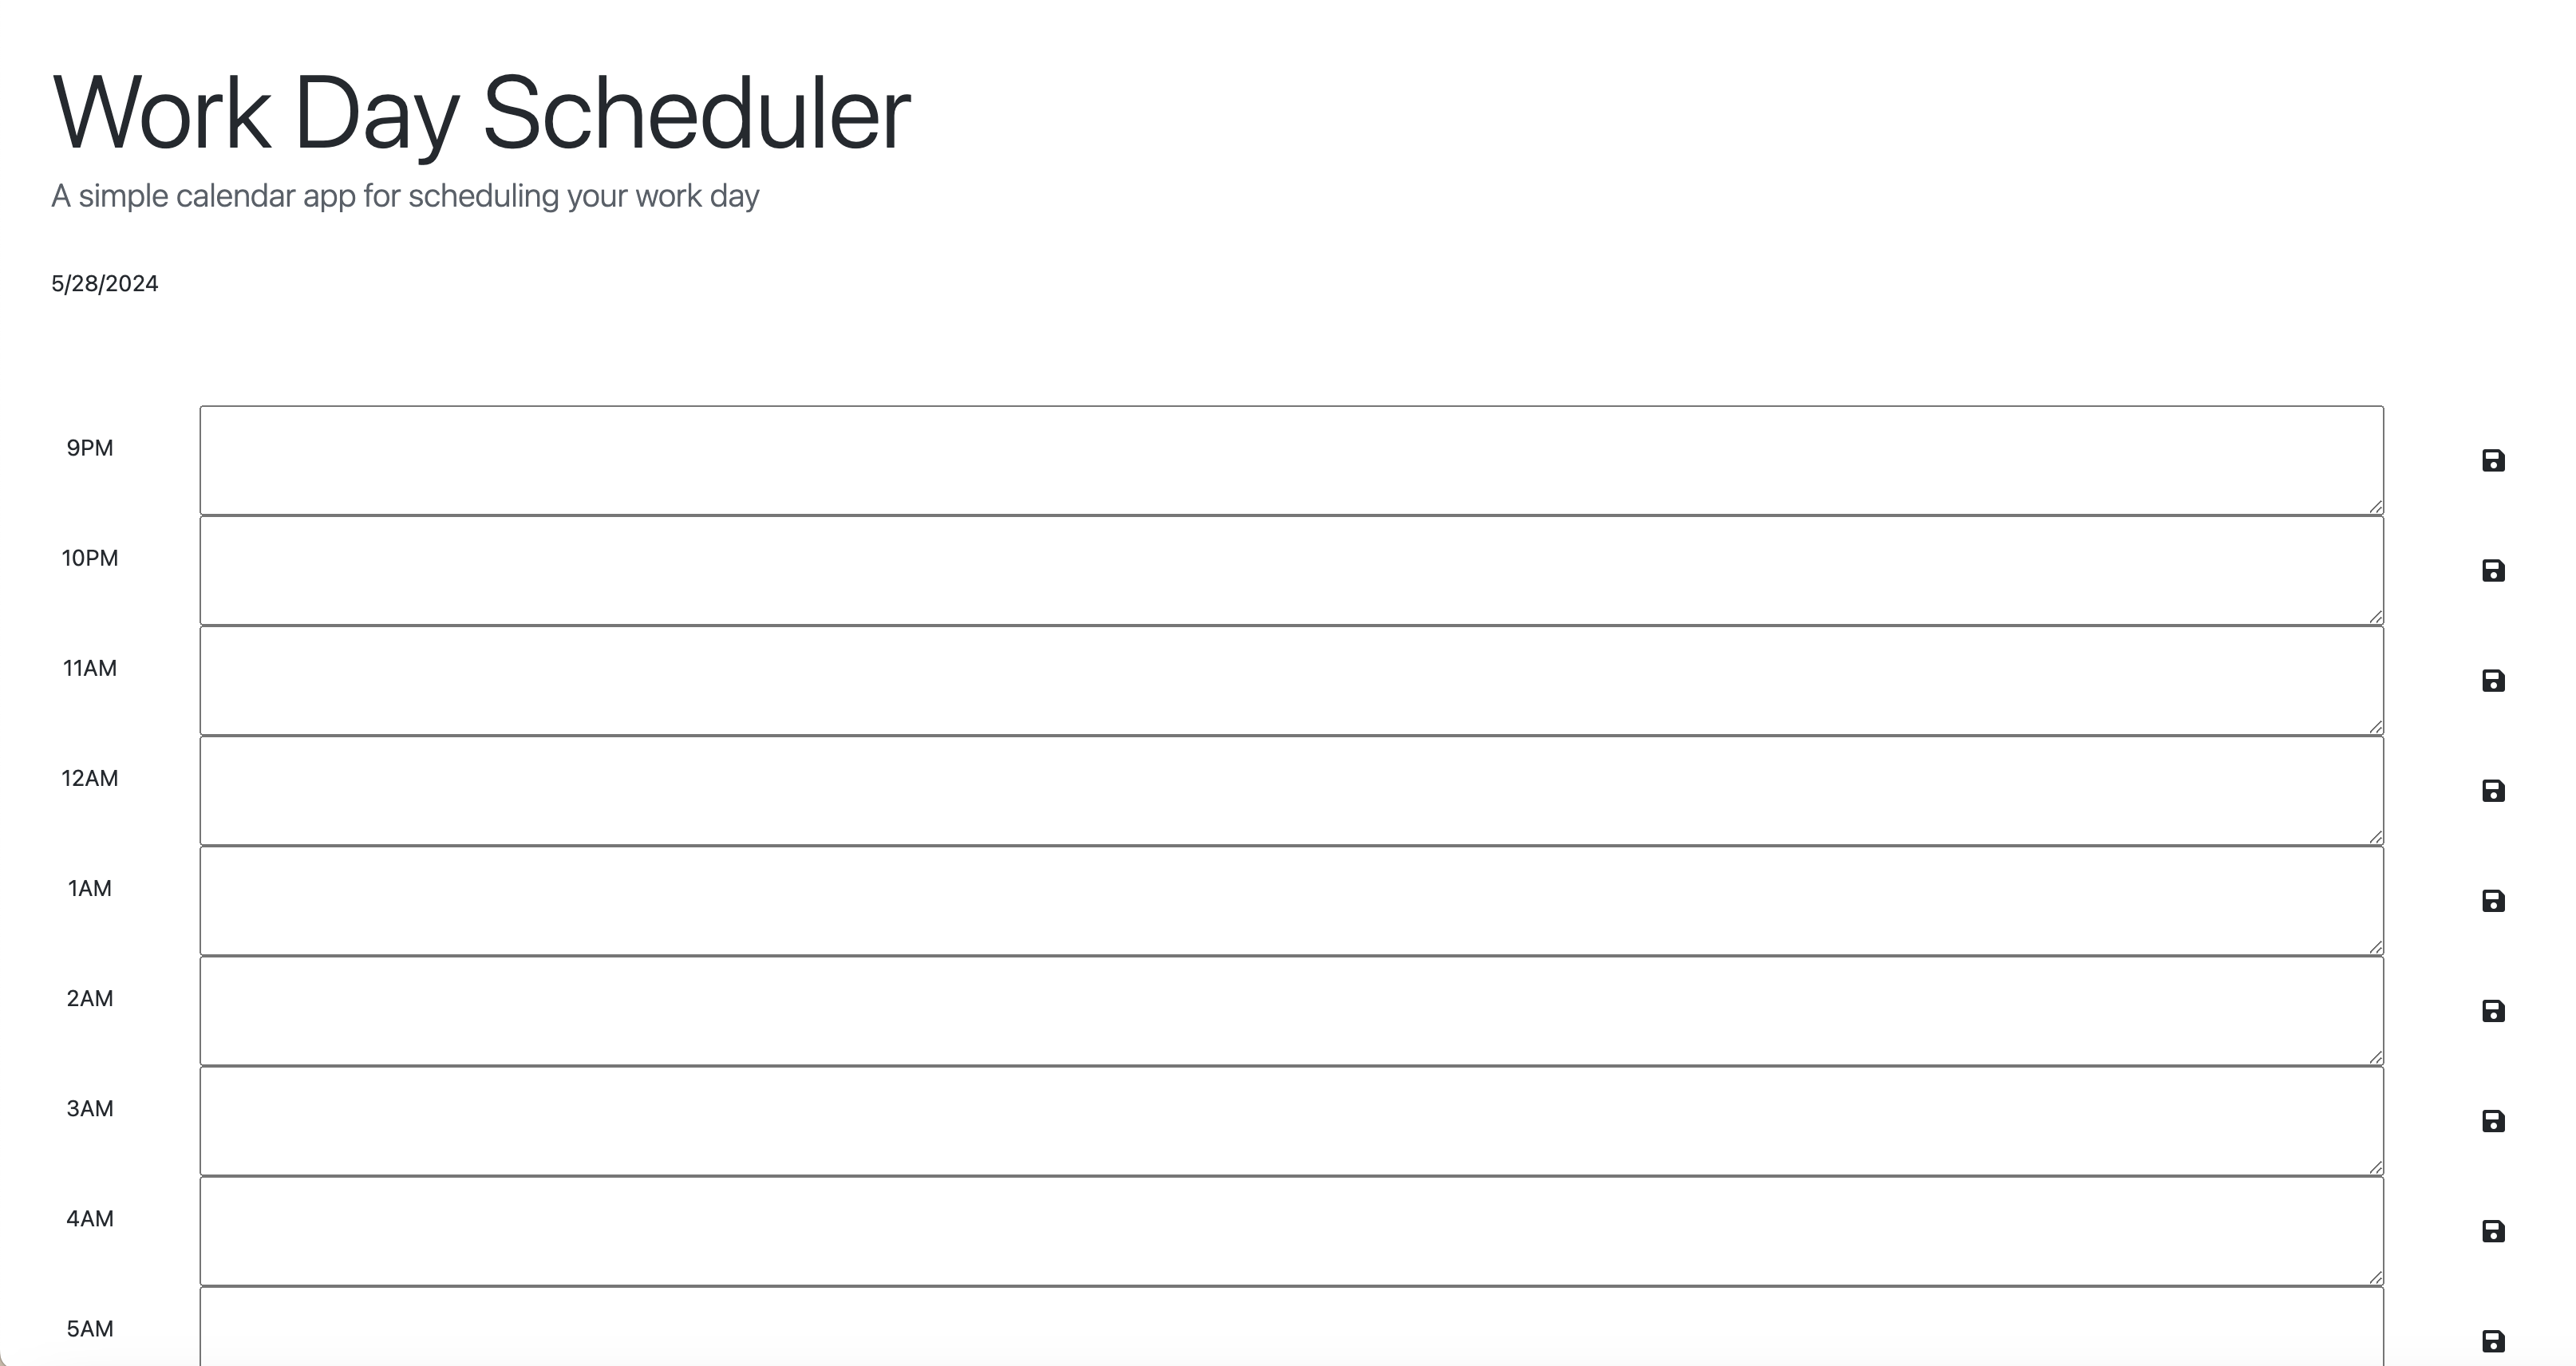 Work Day Scheduler
A simple calendar app for scheduling your work day
5/28/2024
9PM
10PM
11AM
12AM
1AM
2AM
3AM
4AM
5AM